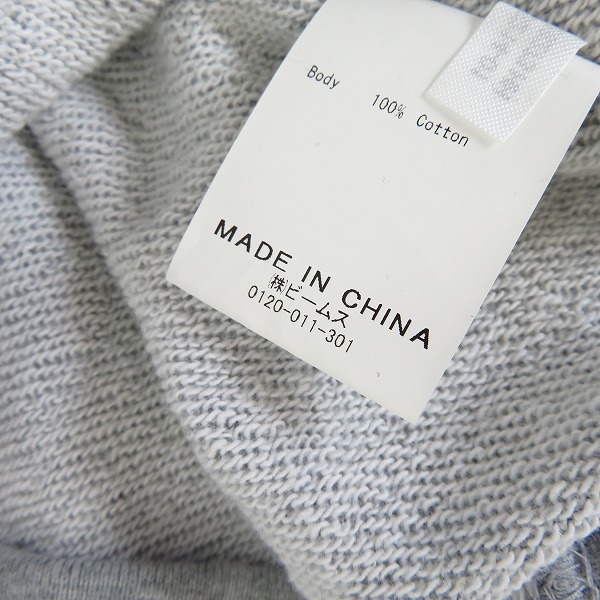 Body 100% Cotton
MADE IN CHINA
㈱ビームス
0120-011-301